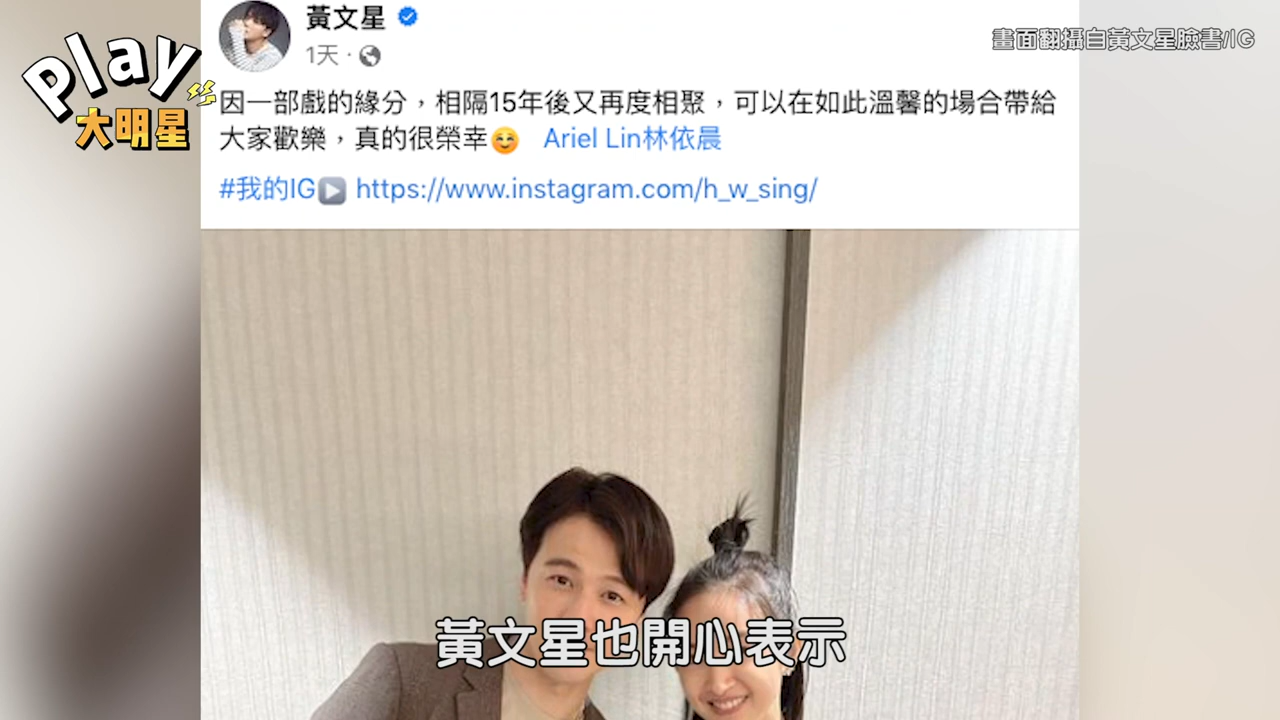 Play
大明星
黃文星
1天
畫面翻攝自黃文星臉書/IG
因一部戲的緣分，相隔15年後又再度相聚，可以在如此溫馨的場合帶給
大家歡樂，真的很榮幸😊 Ariel Lin林依晨
#我的IG▶️ https://www.instagram.com/h_w_sing/
黃文星也開心表示